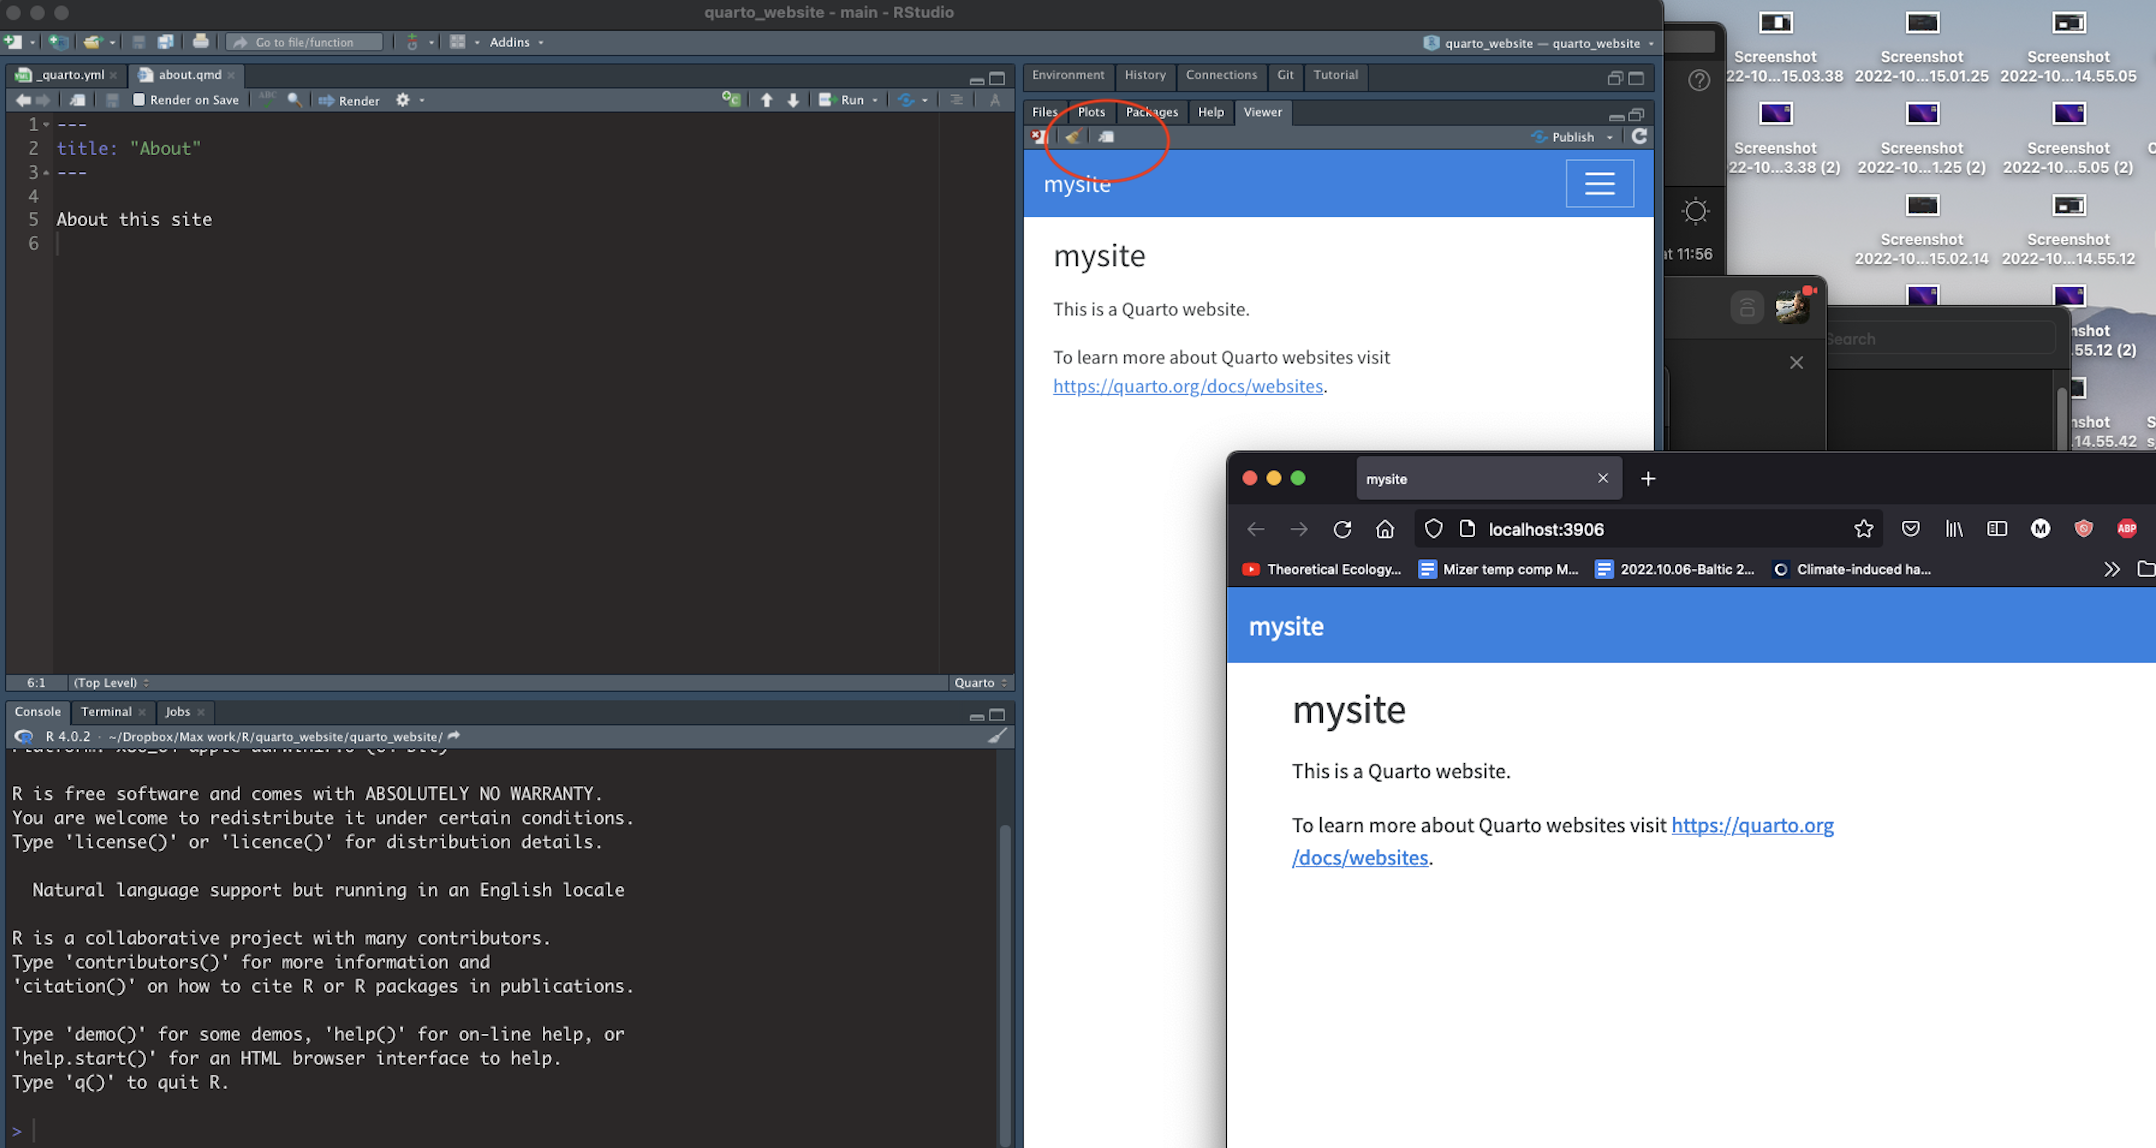 quarto_website - main - RStudio
Go to file/function
Addins
quarto_website — quarto_website
_quarto.yml
about.qmd
Render on Save
ABC
Render
Run
1 ---
2 title: "About"
3 ---
4
5 About this site
6
6:1
(Top Level)
Quarto
Console
Terminal
Jobs
R 4.0.2 · ~/Dropbox/Max work/R/quarto_website/quarto_website/
R is free software and comes with ABSOLUTELY NO WARRANTY.
You are welcome to redistribute it under certain conditions.
Type 'license()' or 'licence()' for distribution details.
Natural language support but running in an English locale
R is a collaborative project with many contributors.
Type 'contributors()' for more information and
'citation()' on how to cite R or R packages in publications.
Type 'demo()' for some demos, 'help()' for on-line help, or
'help.start()' for an HTML browser interface to help.
Type 'q()' to quit R.
>
Environment
History
Connections
Git
Tutorial
Files
Plots
Packages
Help
Viewer
Publish
mysite
mysite
This is a Quarto website.
To learn more about Quarto websites visit
https://quarto.org/docs/websites.
at 11:56
Search
Screenshot
22-10...15.03.38
Screenshot
2022-10...15.01.25
Screenshot
2022-10...14.55.05
Screenshot
22-10...3.38 (2)
Screenshot
2022-10...1.25 (2)
Screenshot
2022-10...5.05 (2)
Screenshot
2022-10...15.02.14
Screenshot
2022-10...14.55.12
nshot
.55.12 (2)
nshot
.14.55.42
mysite
localhost:3906
M
ABP
Theoretical Ecology...
Mizer temp comp M...
2022.10.06-Baltic 2...
Climate-induced ha...
mysite
mysite
This is a Quarto website.
To learn more about Quarto websites visit https://quarto.org
/docs/websites.